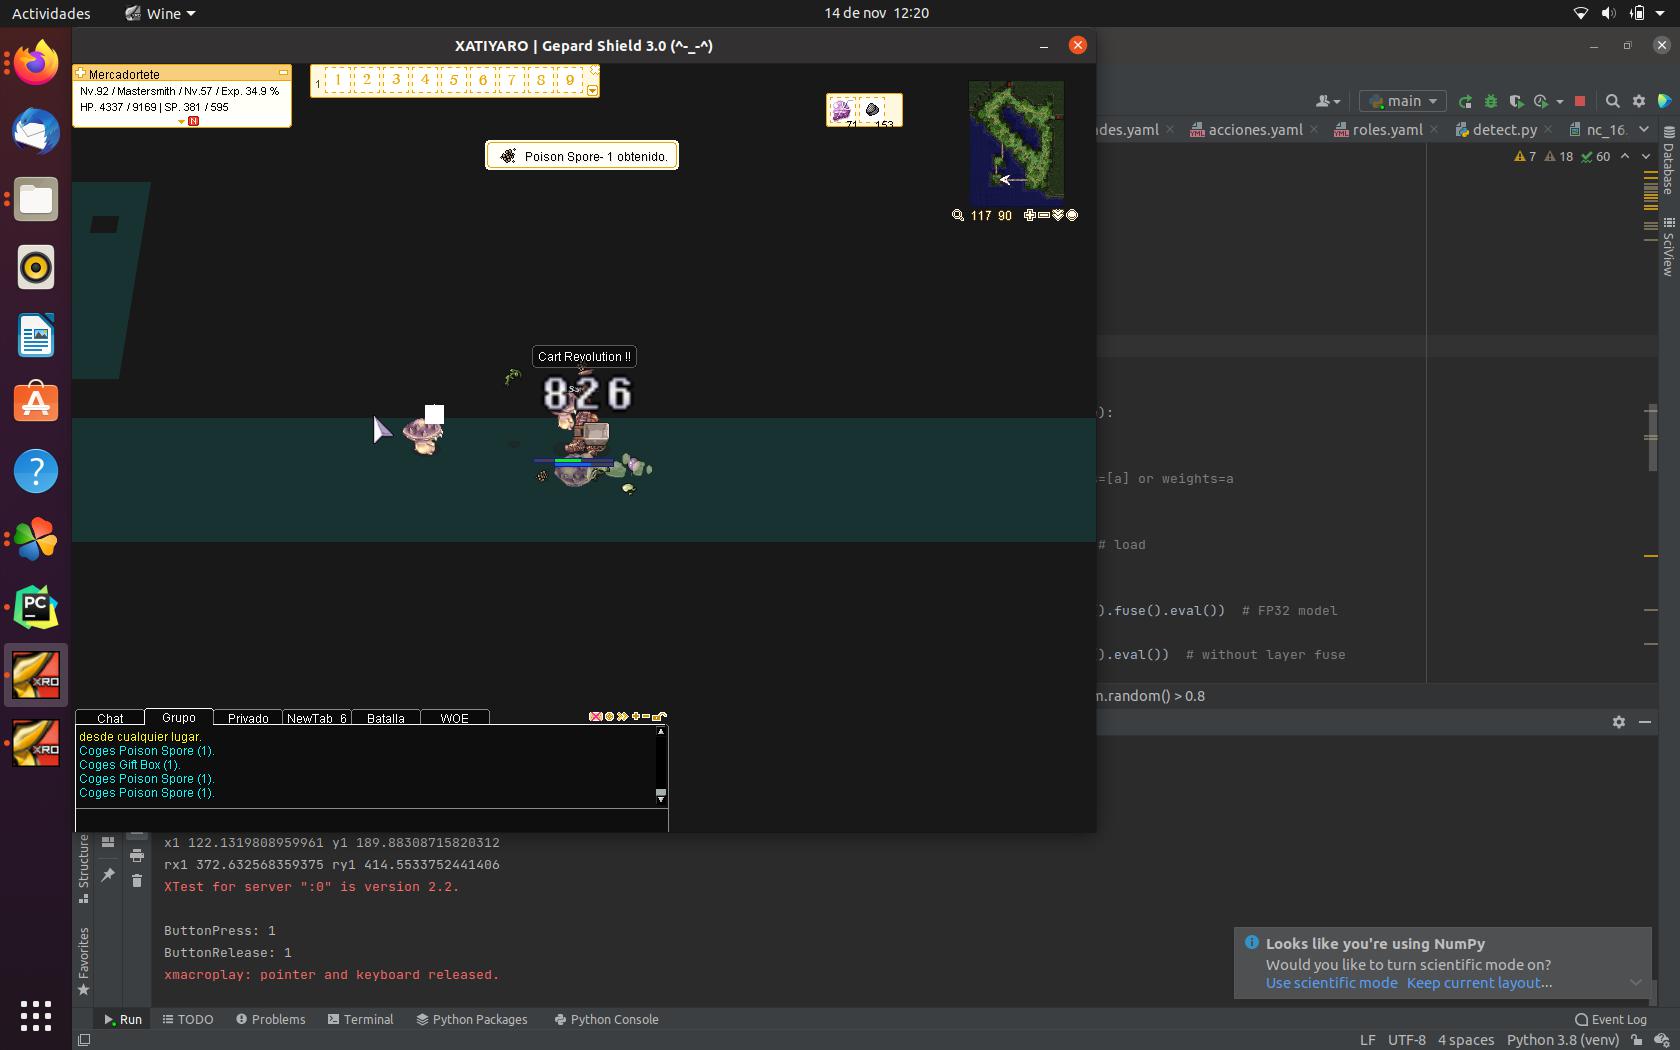 Actividades
Wine
14 de nov 12:20
XATIYARO | Gepard Shield 3.0 (^-_-^)
Mercadortete
Nv.92 / Mastersmith / Nv.57 / Exp. 34.9 %
HP. 4337 / 9169 | SP. 381 / 595
N
1 1 2 3 4 5 6 7 8 9
71 153
Poison Spore- 1 obtenido.
117 90
main
des.yaml
acciones.yaml
roles.yaml
detect.py
nc_16.
7 18 60
Database
SciView
Cart Revolution !!
826
):
=[a] or weights=a
# load
).fuse().eval()) # FP32 model
).eval()) # without layer fuse
m.random() > 0.8
Chat Grupo Privado NewTab_6 Batalla WOE
desde cualquier lugar.
Coges Poison Spore (1).
Coges Gift Box (1).
Coges Poison Spore (1).
Coges Poison Spore (1).
PC
XRO
XRO
Structure
Favorites
x1 122.1319808959961 y1 189.88308715820312
rx1 372.632568359375 ry1 414.5533752441406
XTest for server ":0" is version 2.2.
ButtonPress: 1
ButtonRelease: 1
xmacroplay: pointer and keyboard released.
Looks like you're using NumPy
Would you like to turn scientific mode on?
Use scientific mode Keep current layout...
Run TODO Problems Terminal Python Packages Python Console
Event Log
LF UTF-8 4 spaces Python 3.8 (venv)